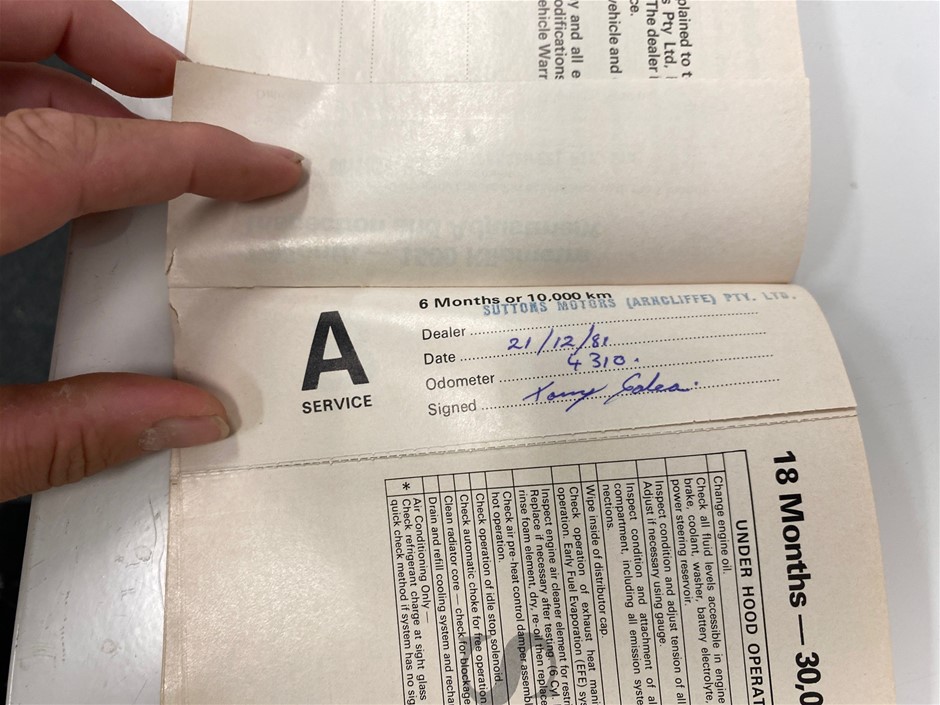 plained to t
s Pty Ltd,
The dealer
ce.
vehicle and
y and all e
odifications
ehicle Warr
6 Months or 10,000 km
SUTTONS MOTORS (ARNCLIFFE) PTY. LTD.
A
SERVICE
Dealer
Date 21/12/81
Odometer 4310.
Signed Tony
18 Months — 30,0
UNDER HOOD OPERAT
Change engine oil.
Check all fluid levels accessible in engine
brake, coolant, washer, battery electrolyte,
power steering reservoir.
Inspect condition and adjust tension of all
Adjust if necessary using gauge.
Inspect condition and attachment of al
compartment, including all emission syste
nections.
Wipe inside of distributor cap.
Check operation of exhaust heat mani
operation. Early Fuel Evaporation (EFE) sys
Inspect engine air cleaner element for restri
Replace if necessary after testing (6-Cyl.
rinse foam element, dry, re-oil then replace
Check air pre-heat control damper assembl
hot operation.
Check operation of idle stop solenoid.
Check automatic choke for free operation
Clean radiator core — check for blockage
Drain and refill cooling system and recha
Air Conditioning Only —
* Check refrigerant charge at sight glass
quick check method if system has no sig